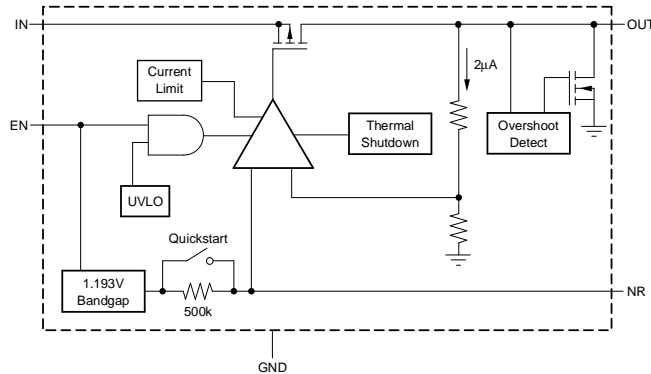 IN
OUT
2μA
Current
Limit
EN
Thermal
Shutdown
Overshoot
Detect
UVLO
Quickstart
1.193V
Bandgap
500k
NR
GND